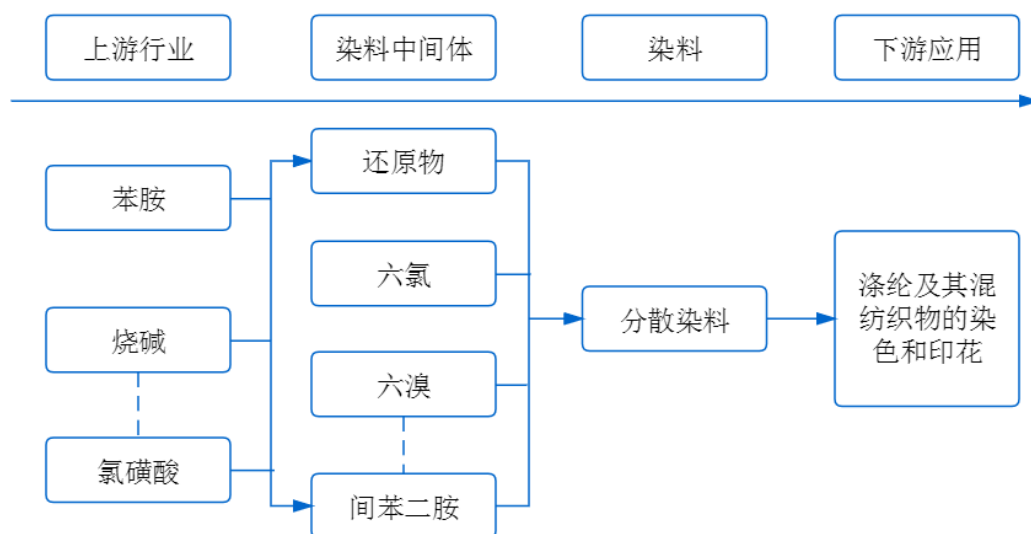 上游行业
染料中间体
染料
下游应用
苯胺
烧碱
氯磺酸
还原物
六氯
六溴
间苯二胺
分散染料
涤纶及其混
纺织物的染
色和印花